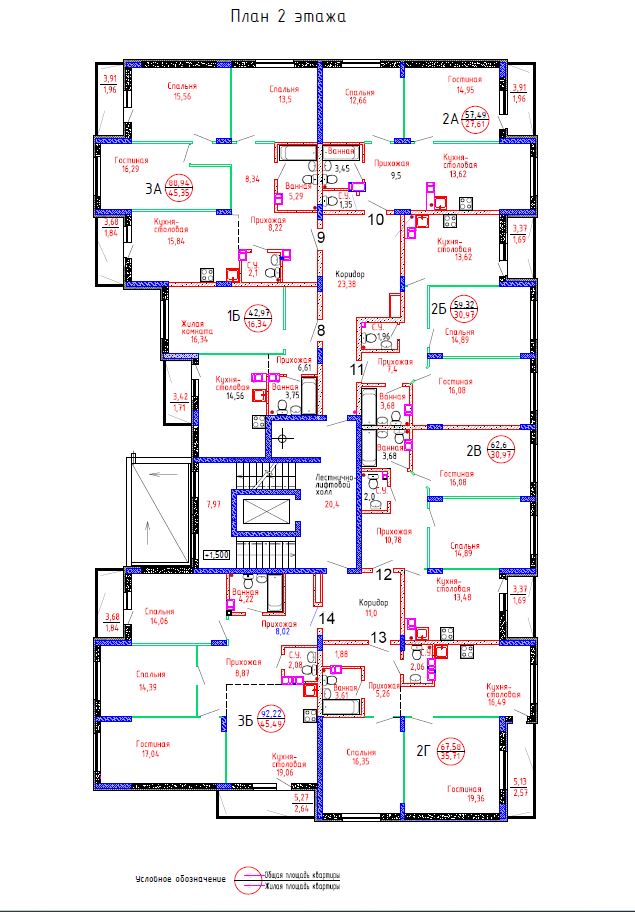 План 2 этажа
3,91
1,96
Спальня
15,56
Спальня
13,5
Спальня
12,66
Гостиная
14,95
3,91
1,96
2А
57,49
27,61
Гостиная
16,29
3А
80,94
45,35
8,34
Ванная
5,29
Ванная
3,45
С.У.
1,35
Прихожая
9,5
Кухня-
столовая
13,62
3,68
1,84
Кухня-
столовая
15,84
Прихожая
8,22
С.У.
2,1
9
10
Коридор
23,38
Кухня-
столовая
13,62
3,37
1,69
1Б
42,97
16,34
Жилая
комната
16,34
8
2Б
59,32
30,97
Спальня
14,89
С.У.
1,96
Прихожая
6,61
11
Прихожая
7,4
3,42
1,71
Кухня-
столовая
14,56
Ванная
3,75
Ванная
3,68
Гостиная
16,08
Ванная
3,68
2В
62,6
30,97
Гостиная
16,08
Лестнично-
лифтовой
холл
20,4
7,97
С.У.
2,0
+1,500
Прихожая
10,78
Спальня
14,89
12
3,68
1,84
Спальня
14,06
Ванная
4,22
Прихожая
8,02
14
Коридор
11,0
13
Кухня-
столовая
13,48
3,37
1,69
Спальня
14,39
Прихожая
8,87
С.У.
2,08
1,88
Ванная
3,61
Прихожая
5,26
С.У.
2,06
Кухня-
столовая
16,49
3Б
92,22
45,49
Гостиная
17,04
Кухня-
столовая
19,06
Спальня
16,35
2Г
67,50
35,71
Гостиная
19,36
5,13
2,57
5,27
2,64
Условное обозначение
Общая площадь квартиры
Жилая площадь квартиры